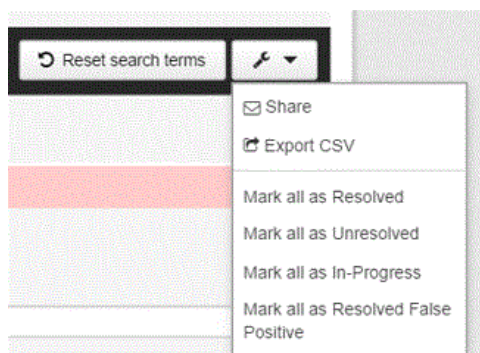 Reset search terms
Share
Export CSV
Mark all as Resolved
Mark all as Unresolved
Mark all as In-Progress
Mark all as Resolved False
Positive